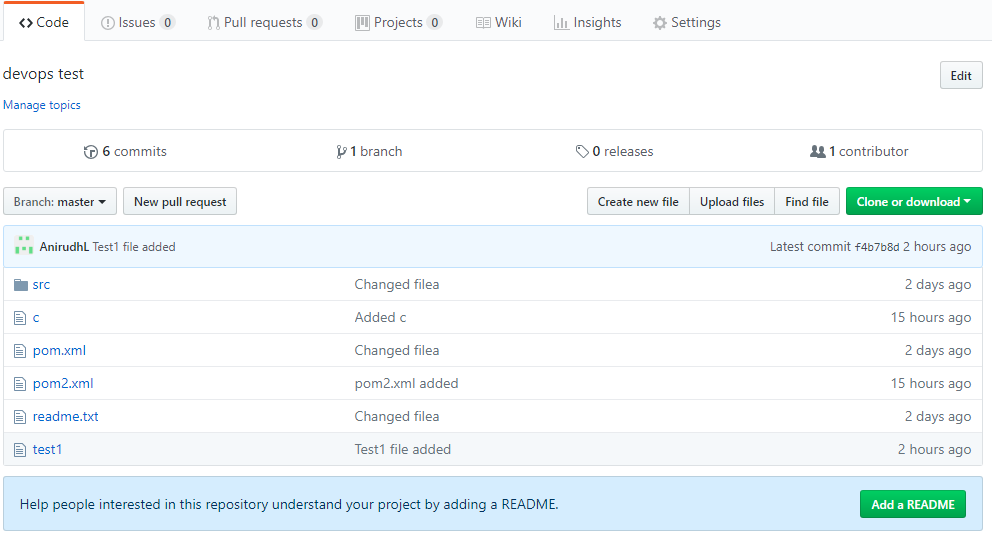 Code Issues 0 Pull requests 0 Projects 0 Wiki Insights Settings
devops test Edit
Manage topics
6 commits 1 branch 0 releases 1 contributor
Branch: master New pull request Create new file Upload files Find file Clone or download
AnirudhL Test1 file added Latest commit f4b7b8d 2 hours ago
src Changed filea 2 days ago
c Added c 15 hours ago
pom.xml Changed filea 2 days ago
pom2.xml pom2.xml added 15 hours ago
readme.txt Changed filea 2 days ago
test1 Test1 file added 2 hours ago
Help people interested in this repository understand your project by adding a README. Add a README